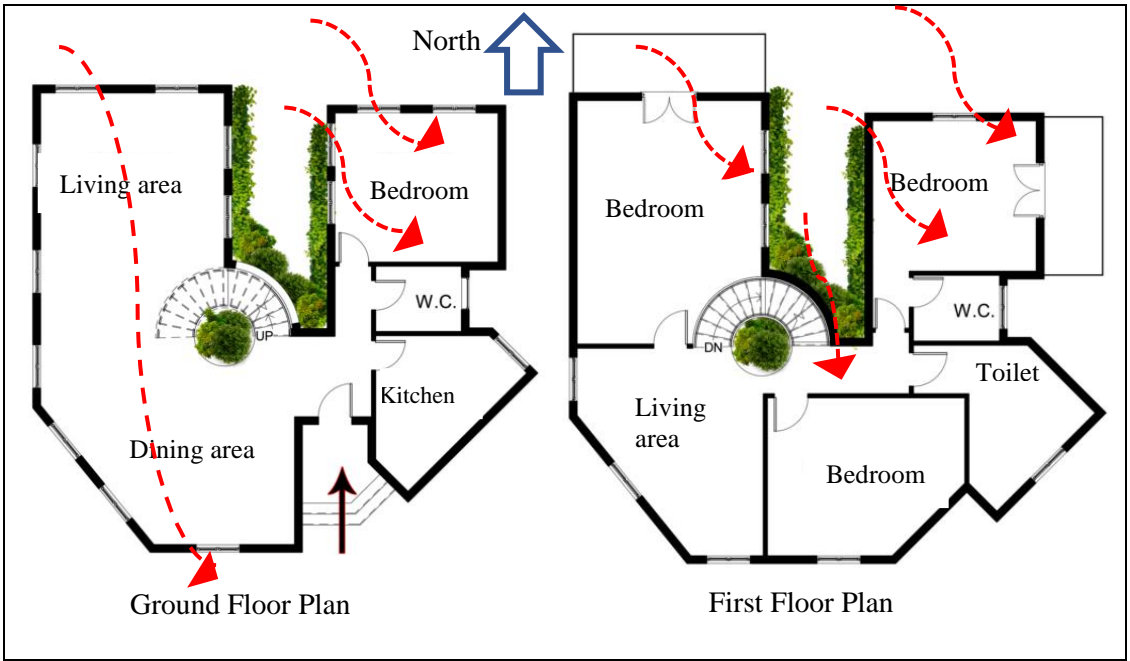 North
Living area
Bedroom
W.C.
UP
Kitchen
Dining area
Ground Floor Plan
Bedroom
Bedroom
W.C.
DN
Toilet
Living
area
Bedroom
First Floor Plan